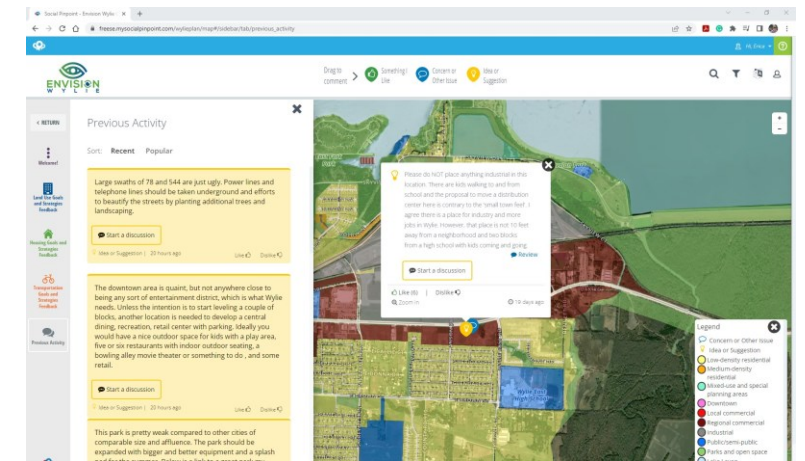 Social Pinpoint - Envision Wylie
freese.mysocialpinpoint.com/wylieplan/map#/sidebar/tab/previous_activity
ENVISION
WYLIE
Drag to
comment
Something I
Like
Concern or
Other Issue
Idea or
Suggestion
< RETURN
Welcome!
Land Use Goals
and Strategies
Feedback
Housing Goals and
Strategies
Feedback
Transportation
Goals and
Strategies
Feedback
Previous Activity
Previous Activity
Sort: Recent Popular
Large swaths of 78 and 544 are just ugly. Power lines and
telephone lines should be taken underground and efforts
to beautify the streets by planting additional trees and
landscaping.
Start a discussion
Idea or Suggestion | 20 hours ago
Like Dislike
The downtown area is quaint, but not anywhere close to
being any sort of entertainment district, which is what Wylie
needs. Unless the intention is to start leveling a couple of
blocks, another location is needed to develop a central
dining, recreation, retail center with parking. Ideally you
would have a nice outdoor space for kids with a play area,
five or six restaurants with indoor outdoor seating, a
bowling alley movie theater or something to do , and some
retail.
Start a discussion
Idea or Suggestion | 20 hours ago
Like Dislike
This park is pretty weak compared to other cities of
comparable size and affluence. The park should be
expanded with bigger and better equipment and a splash
Please do NOT place anything industrial in this
location. There are kids walking to and from
school and the proposal to move a distribution
center here is contrary to the 'small town feel'. I
agree there is a place for industry and more
jobs in Wylie. However, that place is not 10 feet
away from a neighborhood and two blocks
from a high school with kids coming and going.
Review
Start a discussion
Like (6) | Dislike
Zoom in
19 days ago
Wylie East
High School
Legend
Concern or Other Issue
Idea or Suggestion
Low-density residential
Medium-density
residential
Mixed-use and special
planning areas
Downtown
Local commercial
Regional commercial
Industrial
Public/semi-public
Parks and open space